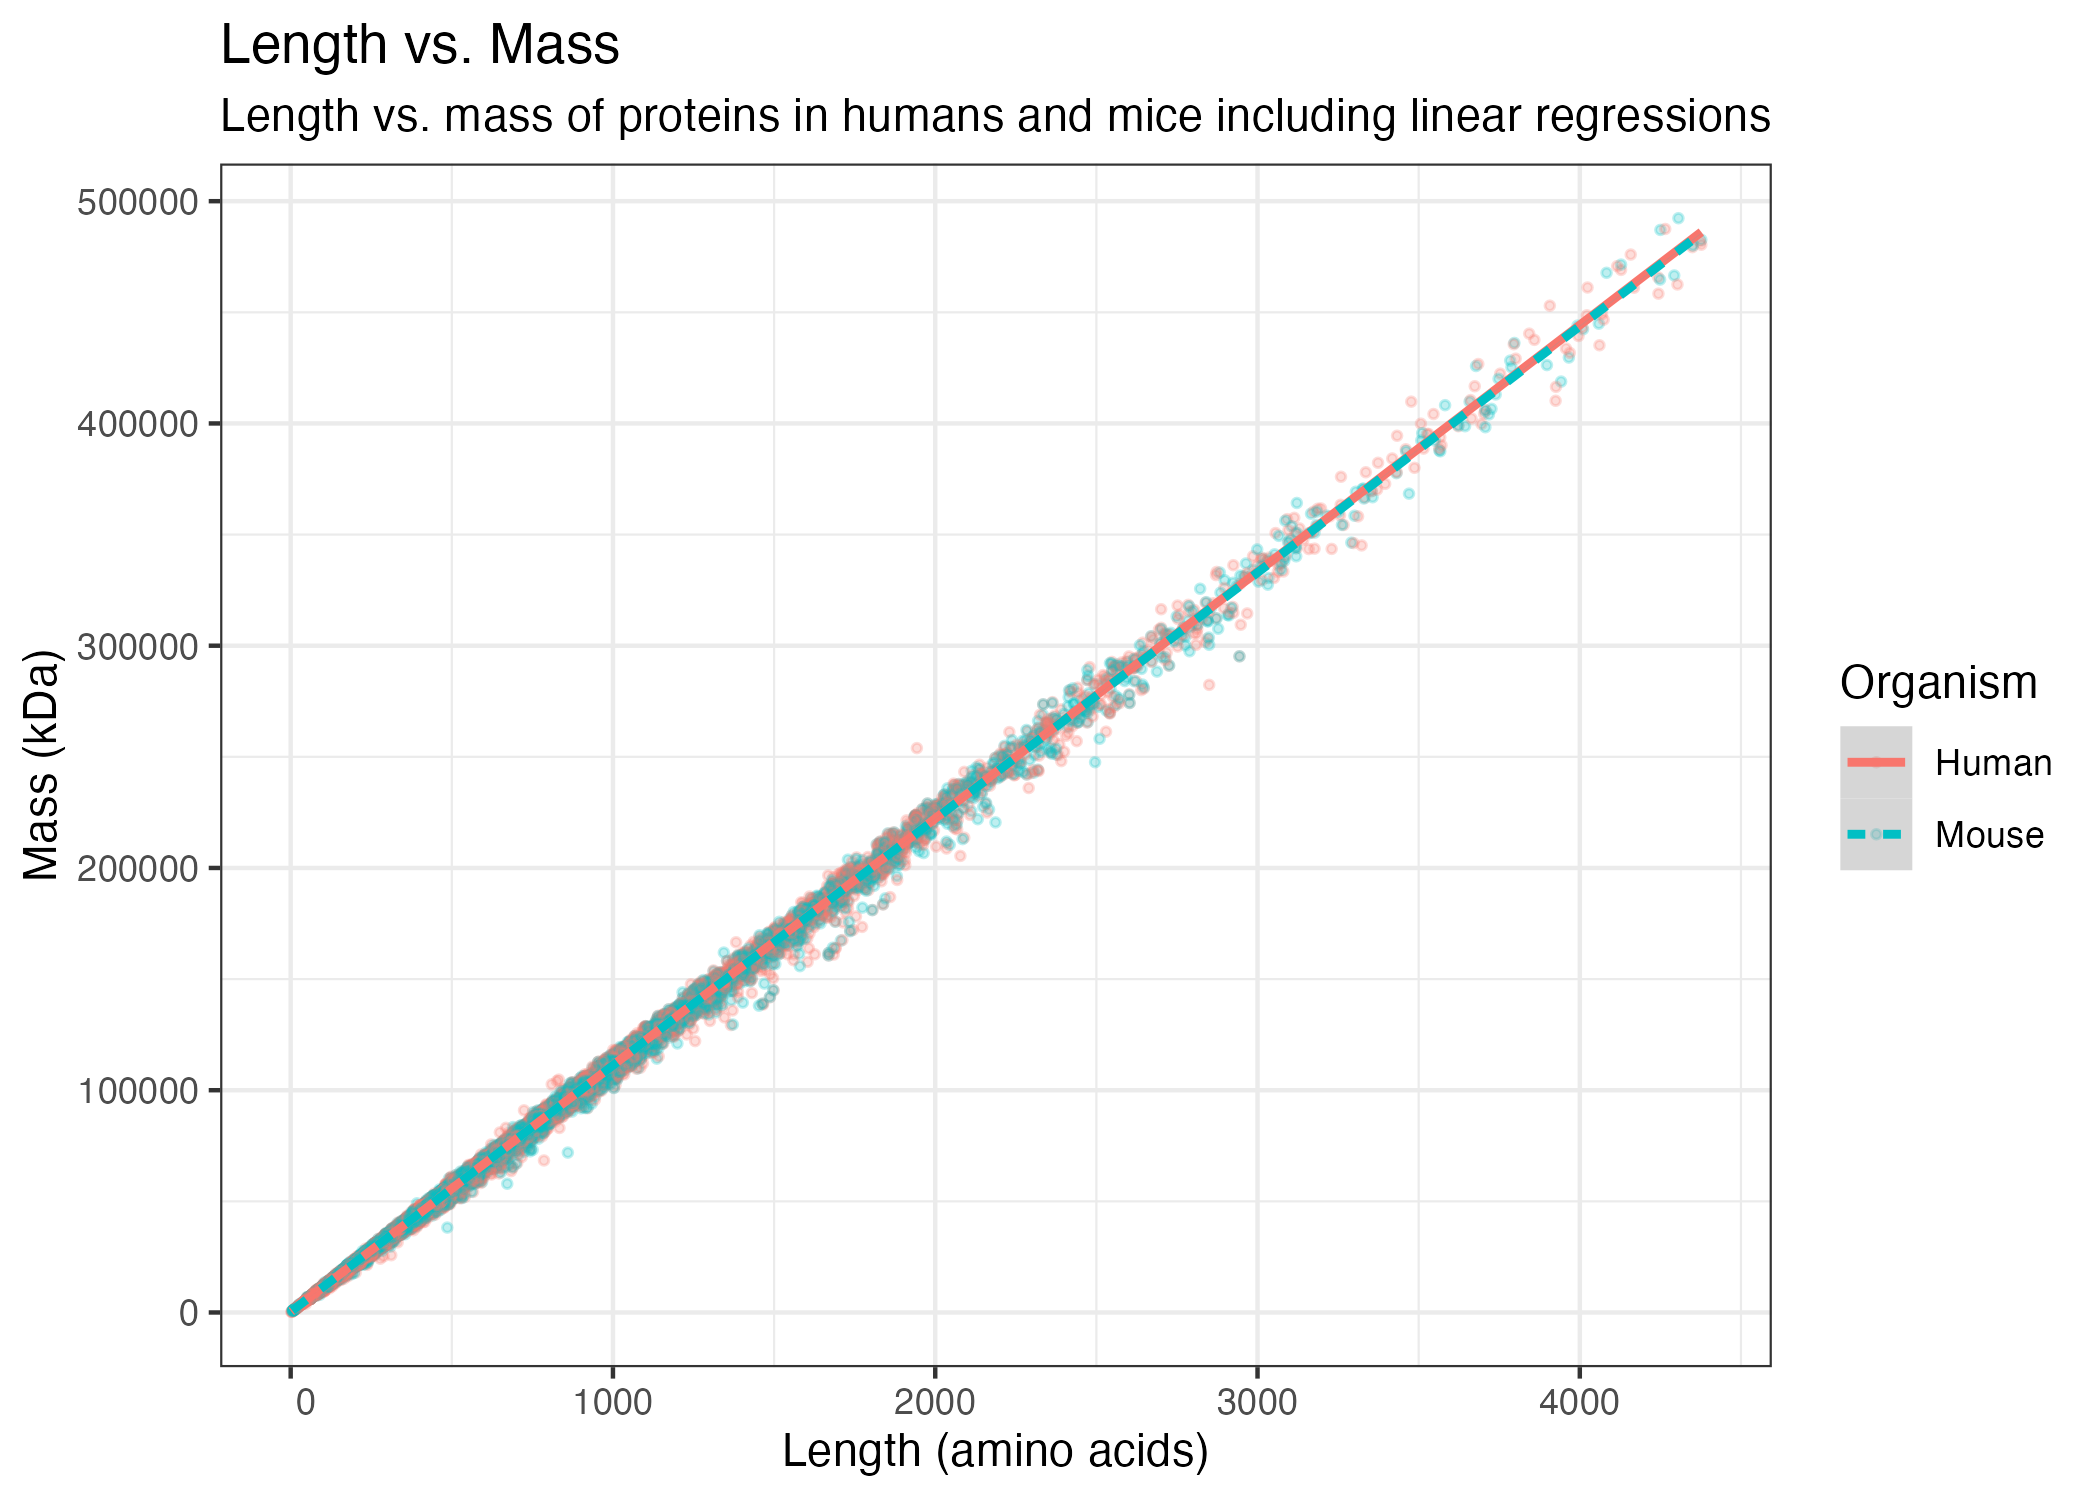 Length vs. Mass
Length vs. mass of proteins in humans and mice including linear regressions
500000
400000
300000
200000
100000
0
Mass (kDa)
0 1000 2000 3000 4000
Length (amino acids)
Organism
Human
Mouse